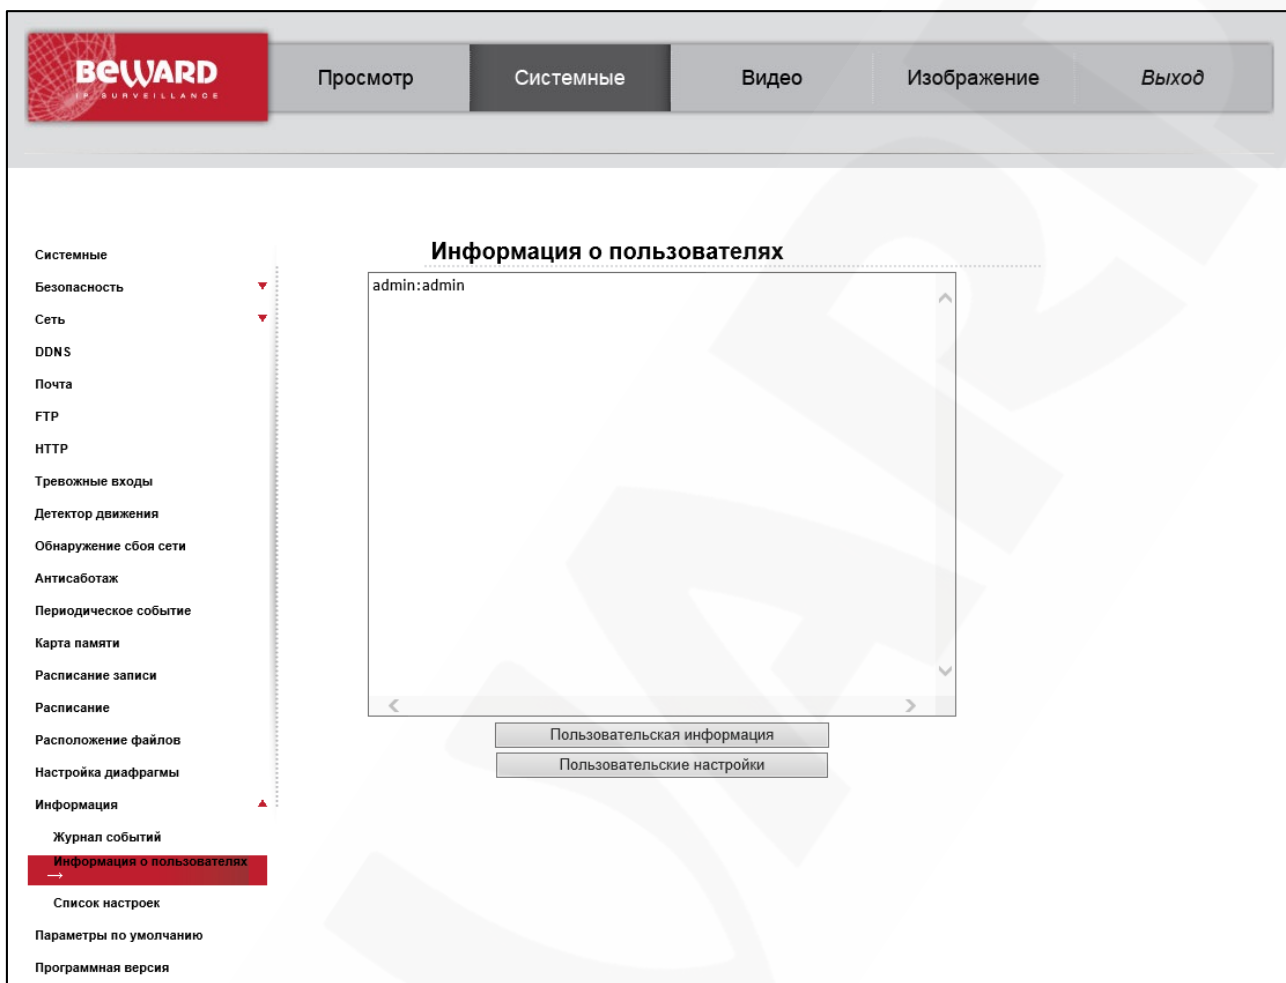 BEWARD
IP SURVEILLANCE
Просмотр
Системные
Видео
Изображение
Выход
Системные
Безопасность
Сеть
DDNS
Почта
FTP
HTTP
Тревожные входы
Детектор движения
Обнаружение сбоя сети
Антисаботаж
Периодическое событие
Карта памяти
Расписание записи
Расписание
Расположение файлов
Настройка диафрагмы
Информация
Журнал событий
Информация о пользователях
→
Список настроек
Параметры по умолчанию
Программная версия
Информация о пользователях
admin:admin
Пользовательская информация
Пользовательские настройки